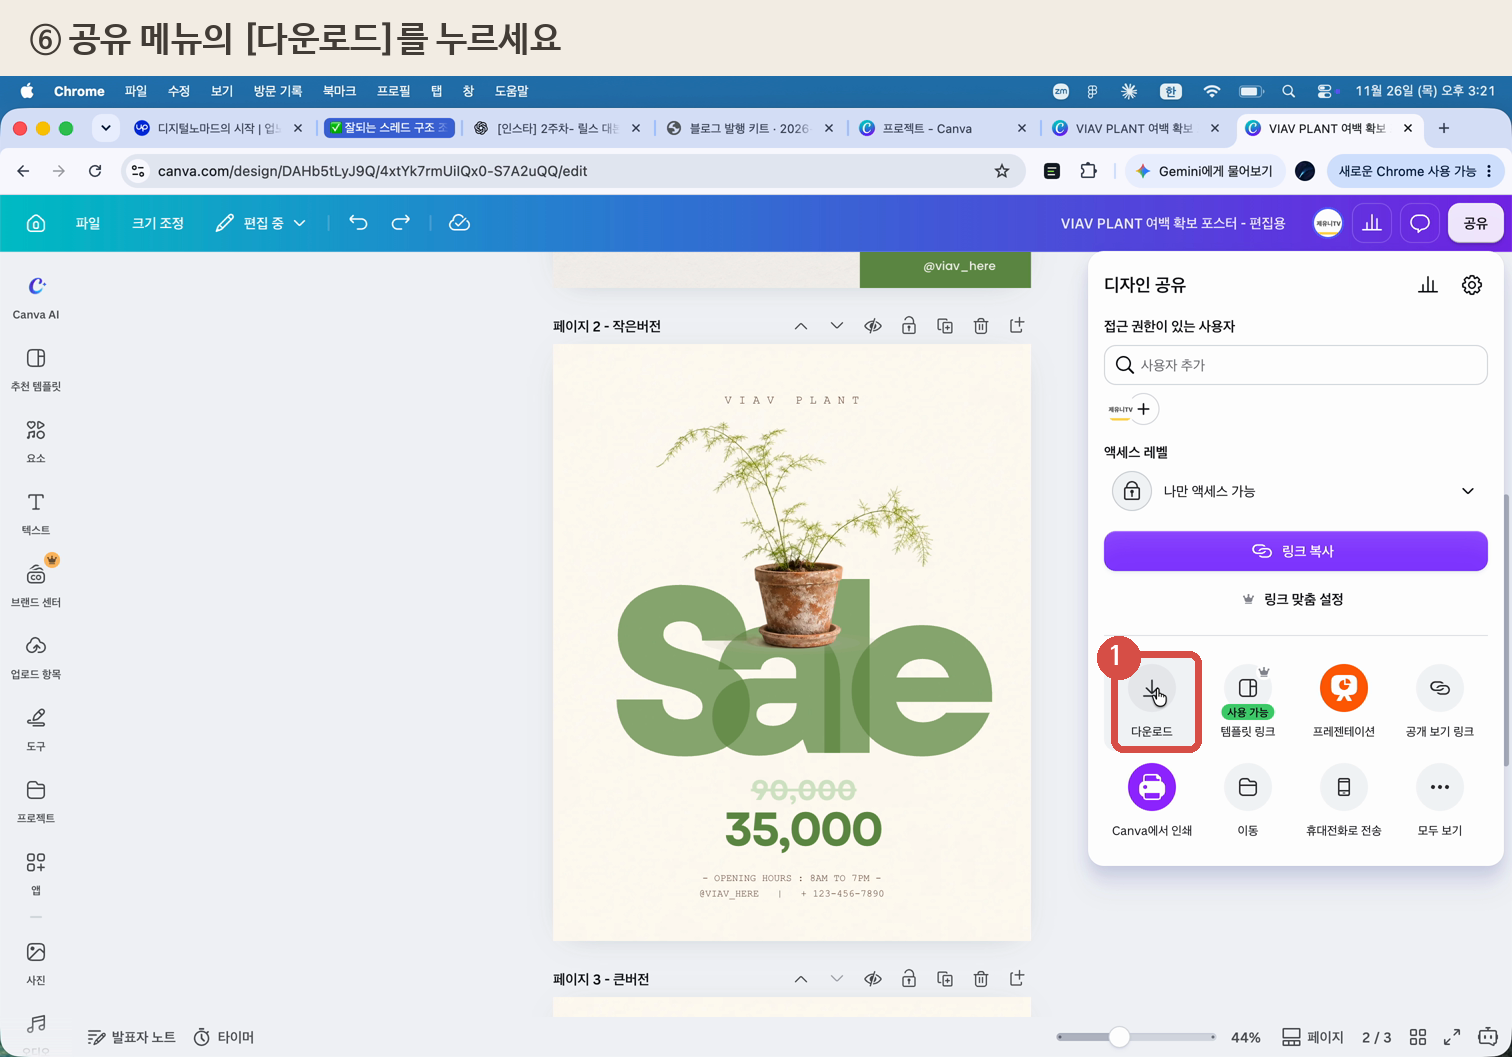 ⑥ 공유 메뉴의 [다운로드]를 누르세요
Chrome 파일 수정 보기 방문 기록 북마크 프로필 탭 창 도움말
zm 한 11월 26일 (목) 오후 3:21
디지털노마드의 시작 | 업
✅잘되는 스레드 구조
[인스타] 2주차- 릴스 대
블로그 발행 키트 · 2026
프로젝트 - Canva
VIAV PLANT 여백 확보
VIAV PLANT 여백 확보
canva.com/design/DAHb5tLyJ9Q/4xtYk7rmUilQx0-S7A2uQQ/edit
Gemini에게 물어보기
새로운 Chrome 사용 가능
파일 크기 조정 편집 중
VIAV PLANT 여백 확보 포스터 - 편집용
제유니TV
공유
Canva AI
추천 템플릿
요소
텍스트
브랜드 센터
업로드 항목
도구
프로젝트
앱
사진
오디오
@viav_here
페이지 2 - 작은버전
VIAV PLANT
Sale
90,000
35,000
- OPENING HOURS : 8AM TO 7PM -
@VIAV_HERE | + 123-456-7890
페이지 3 - 큰버전
디자인 공유
접근 권한이 있는 사용자
사용자 추가
제유니TV
액세스 레벨
나만 액세스 가능
링크 복사
링크 맞춤 설정
1
다운로드
사용 가능
템플릿 링크
프레젠테이션
공개 보기 링크
Canva에서 인쇄
이동
휴대전화로 전송
모두 보기
발표자 노트 타이머
44% 페이지 2 / 3